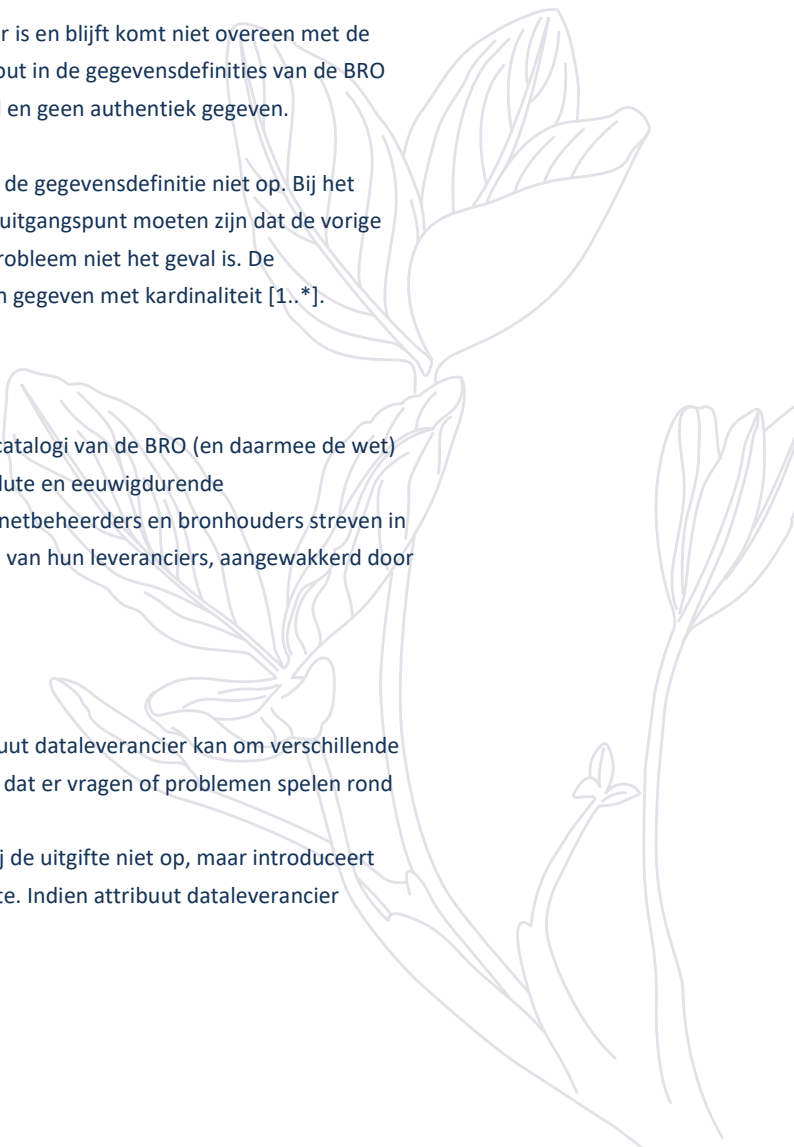 r is en blijft komt niet overeen met de
out in de gegevensdefinities van de BRO
en geen authentiek gegeven.
de gegevensdefinitie niet op. Bij het
uitgangspunt moeten zijn dat de vorige
robleem niet het geval is. De
n gegeven met kardinaliteit [1..*].
catalogi van de BRO (en daarmee de wet)
lute en eeuwigdurende
netbeheerders en bronhouders streven in
van hun leveranciers, aangewakkerd door
uut dataleverancier kan om verschillende
dat er vragen of problemen spelen rond
j de uitgifte niet op, maar introduceert
te. Indien attribuut dataleverancier